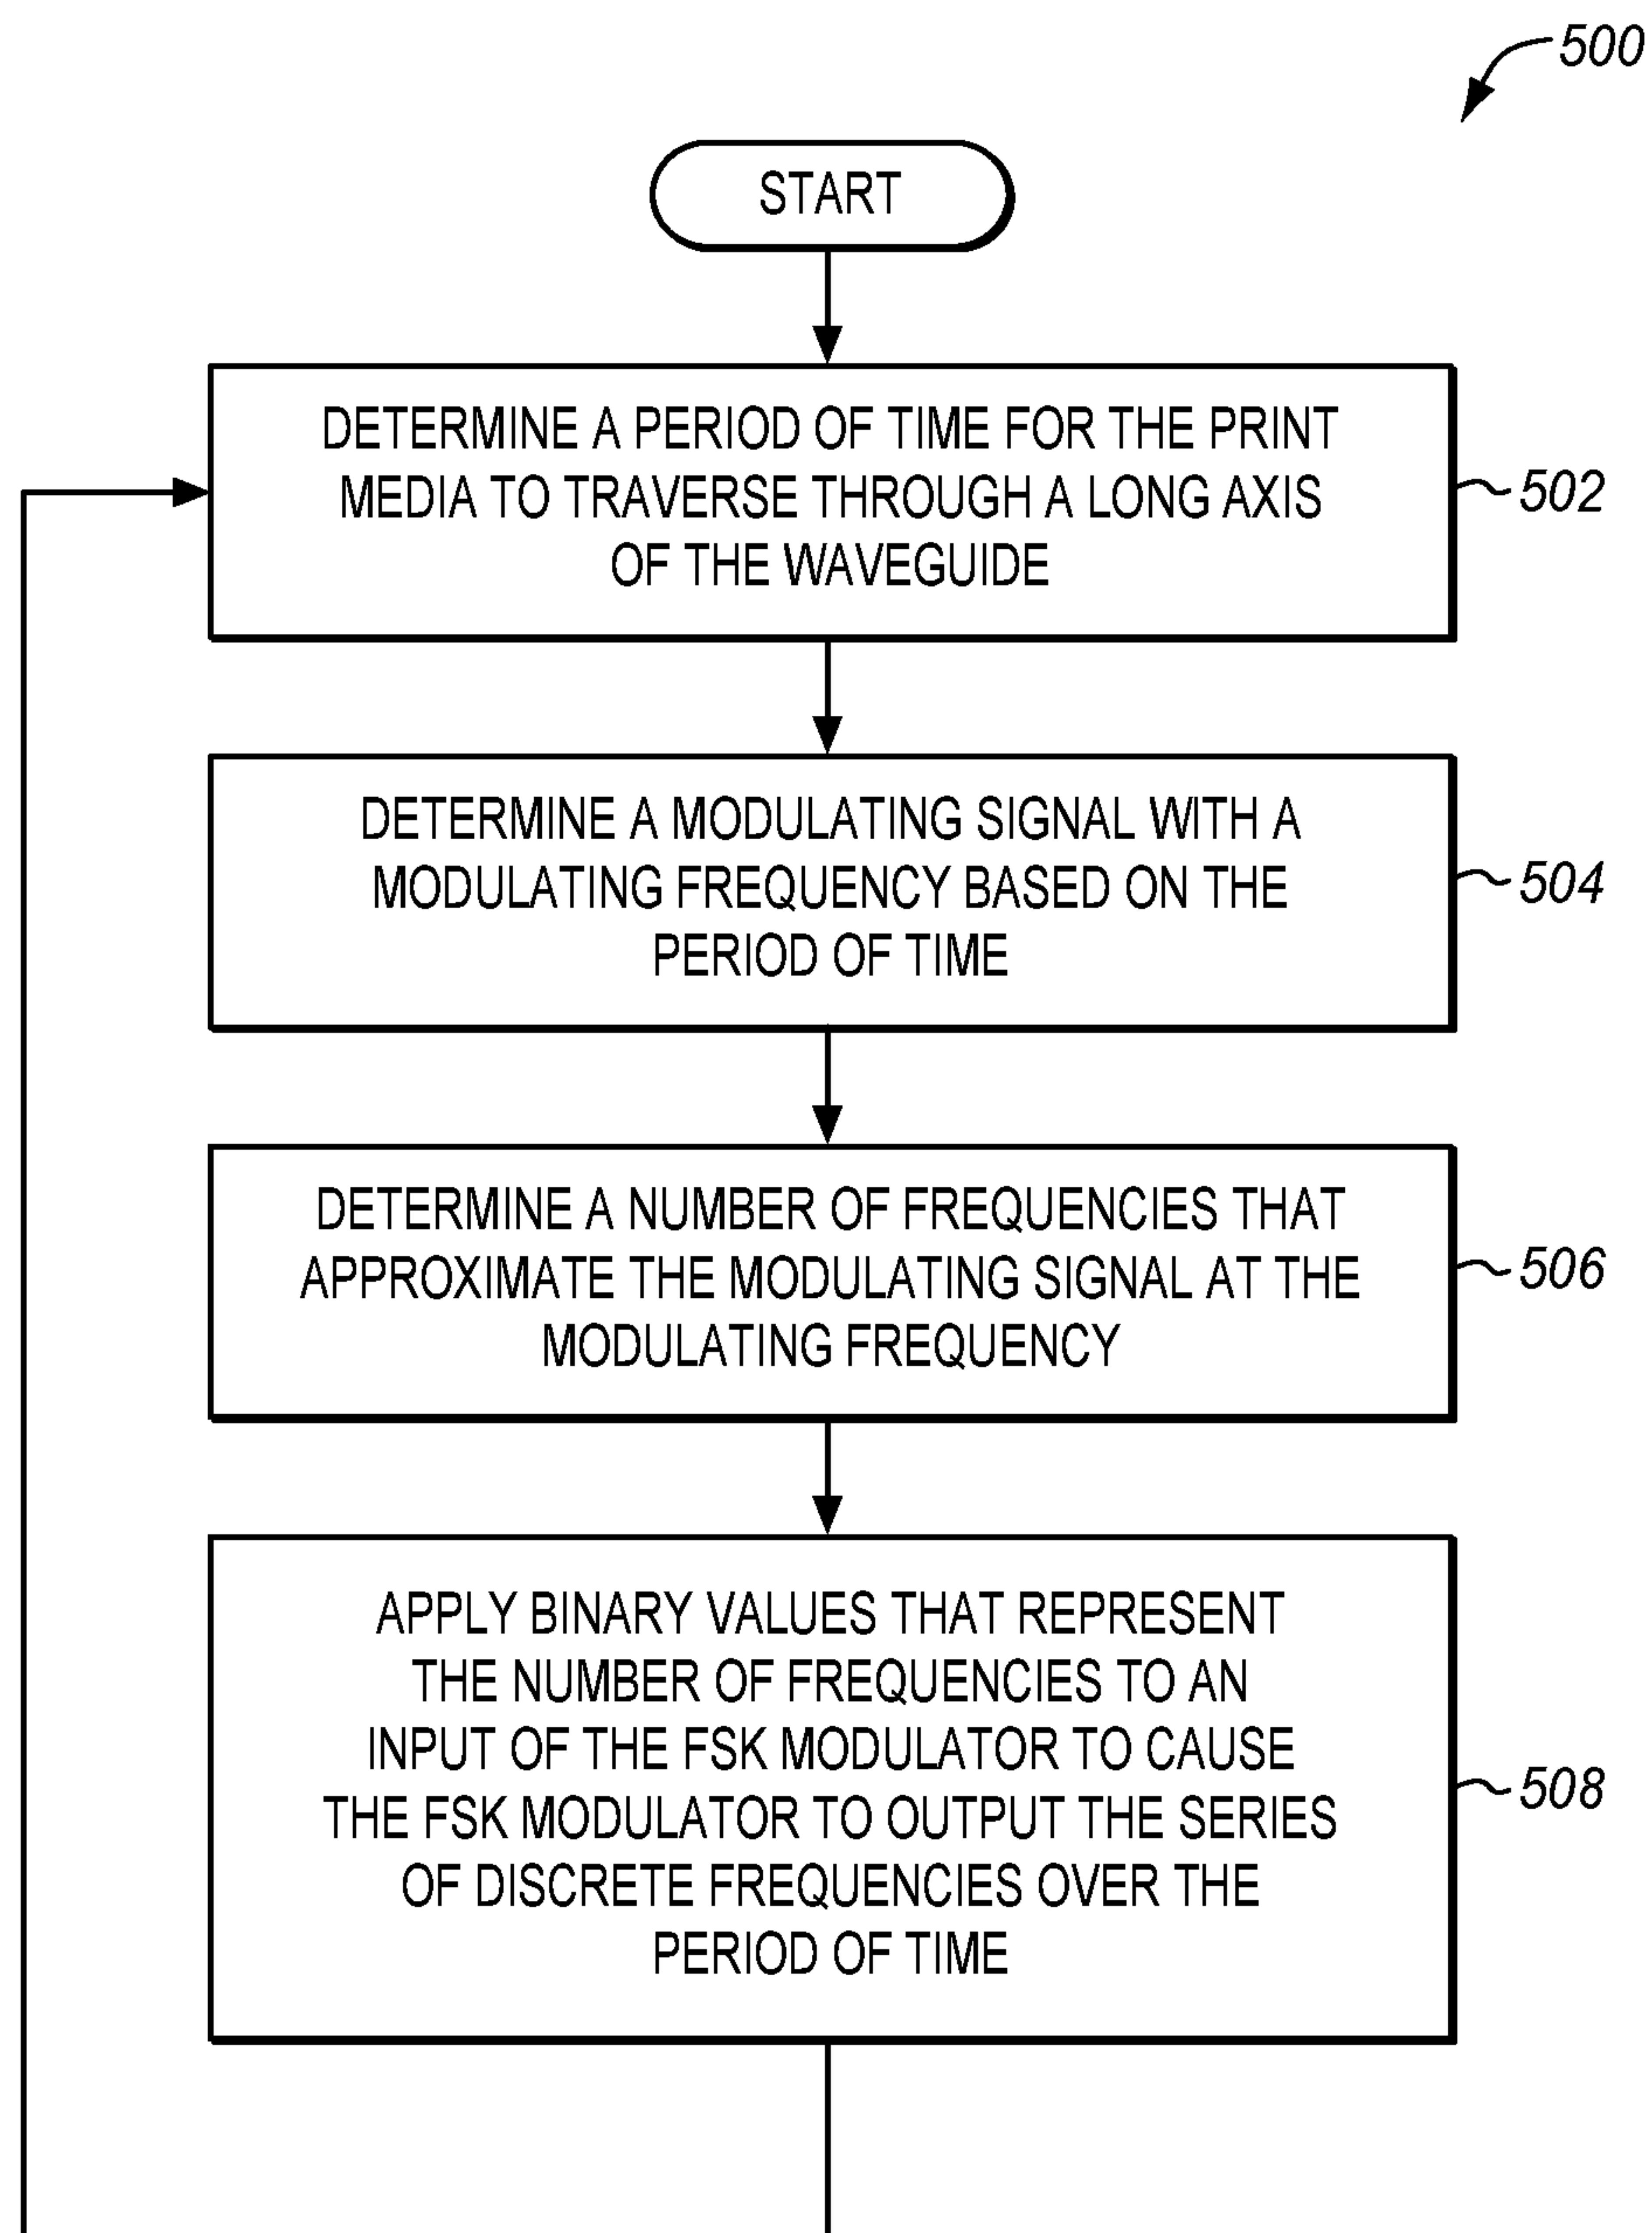 500
START
DETERMINE A PERIOD OF TIME FOR THE PRINT
MEDIA TO TRAVERSE THROUGH A LONG AXIS
OF THE WAVEGUIDE
502
DETERMINE A MODULATING SIGNAL WITH A
MODULATING FREQUENCY BASED ON THE
PERIOD OF TIME
504
DETERMINE A NUMBER OF FREQUENCIES THAT
APPROXIMATE THE MODULATING SIGNAL AT THE
MODULATING FREQUENCY
506
APPLY BINARY VALUES THAT REPRESENT
THE NUMBER OF FREQUENCIES TO AN
INPUT OF THE FSK MODULATOR TO CAUSE
THE FSK MODULATOR TO OUTPUT THE SERIES
OF DISCRETE FREQUENCIES OVER THE
PERIOD OF TIME
508